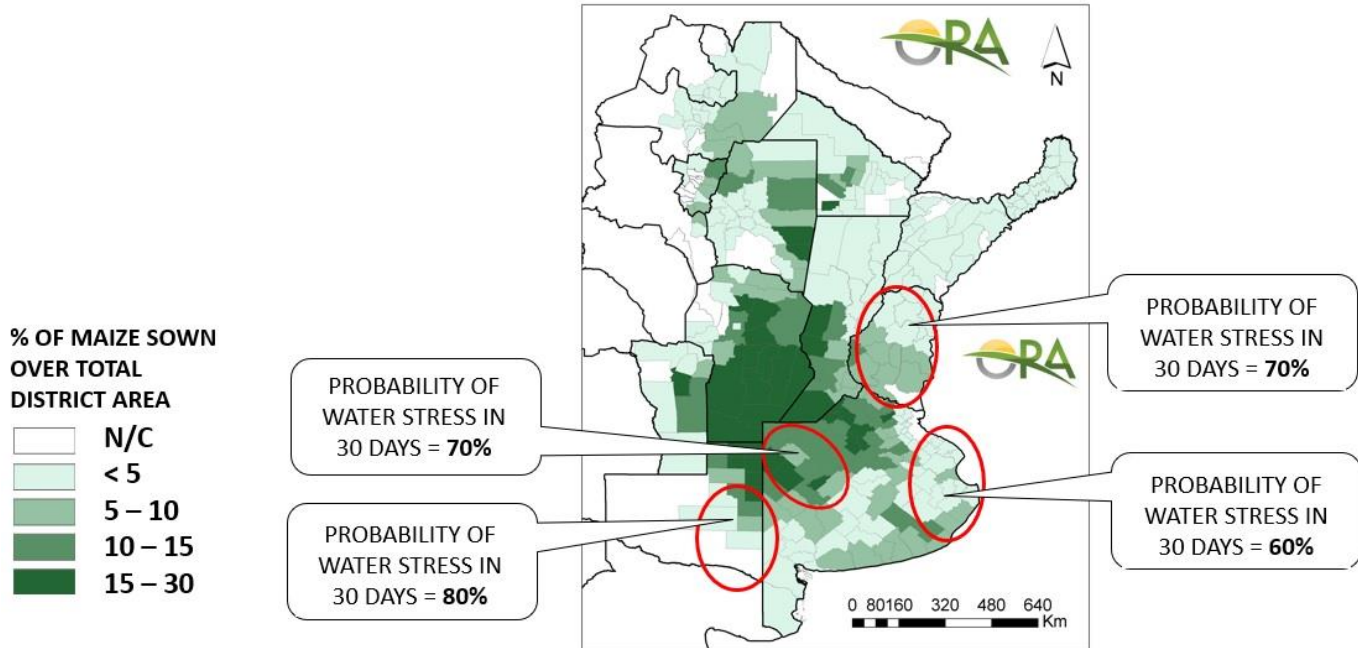 ORA
N
% OF MAIZE SOWN
OVER TOTAL
DISTRICT AREA
N/C
< 5
5 – 10
10 – 15
15 – 30
PROBABILITY OF
WATER STRESS IN
30 DAYS = 70%
PROBABILITY OF
WATER STRESS IN
30 DAYS = 80%
PROBABILITY OF
WATER STRESS IN
30 DAYS = 70%
ORA
PROBABILITY OF
WATER STRESS IN
30 DAYS = 60%
0 80160 320 480 640
Km